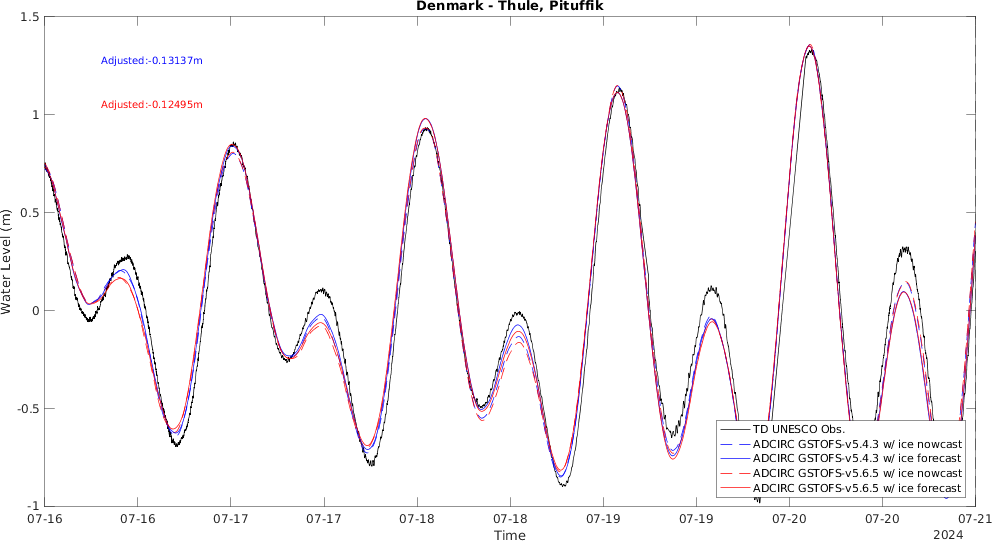 Denmark - Thule, Pituffik
1.5
Adjusted:-0.13137m
Adjusted:-0.12495m
1
0.5
0
-0.5
-1
Water Level (m)
TD UNESCO Obs.
ADCIRC GSTOFS-v5.4.3 w/ ice nowcast
ADCIRC GSTOFS-v5.4.3 w/ ice forecast
ADCIRC GSTOFS-v5.6.5 w/ ice nowcast
ADCIRC GSTOFS-v5.6.5 w/ ice forecast
07-16 07-16 07-17 07-17 07-18 07-18 07-19 07-19 07-20 07-20 07-21
Time
2024